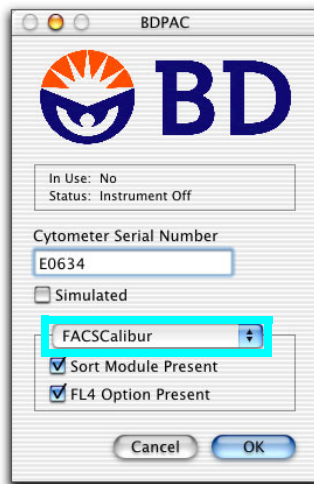 BDPAC
BD
In Use: No
Status: Instrument Off
Cytometer Serial Number
E0634
Simulated
FACSCalibur
Sort Module Present
FL4 Option Present
Cancel OK